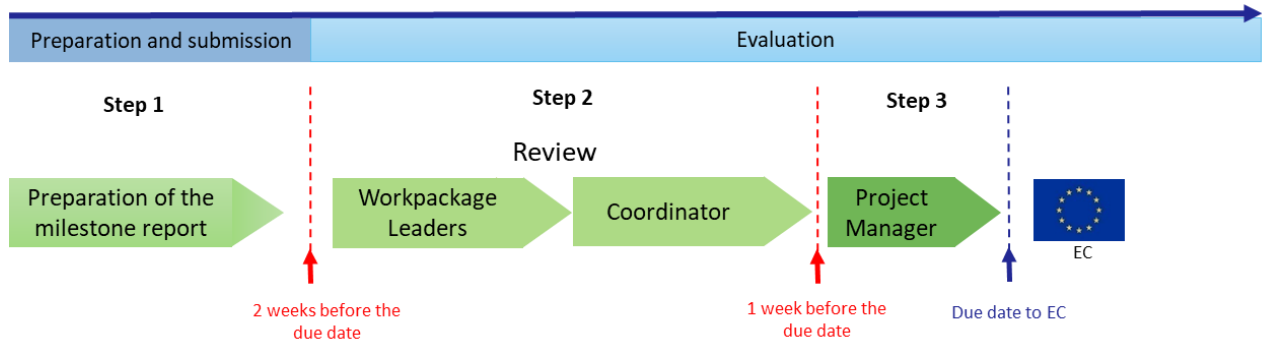 Preparation and submission
Evaluation
Step 1
Step 2
Step 3
Review
Preparation of the
milestone report
Workpackage
Leaders
Coordinator
Project
Manager
EC
2 weeks before the
due date
1 week before the
due date
Due date to EC